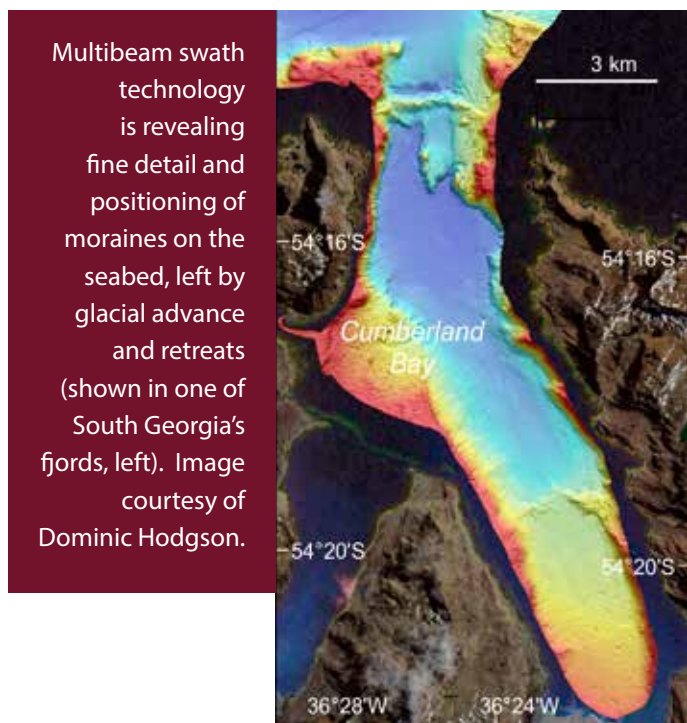 Multibeam swath
technology
is revealing
fine detail and
positioning of
moraines on the
seabed, left by
glacial advance
and retreats
(shown in one of
South Georgia's
fjords, left).  Image
courtesy of
Dominic Hodgson.
3 km
54°16'S
54°16'S
Cumberland
Bay
54°20'S
54°20'S
36°28'W
36°24'W